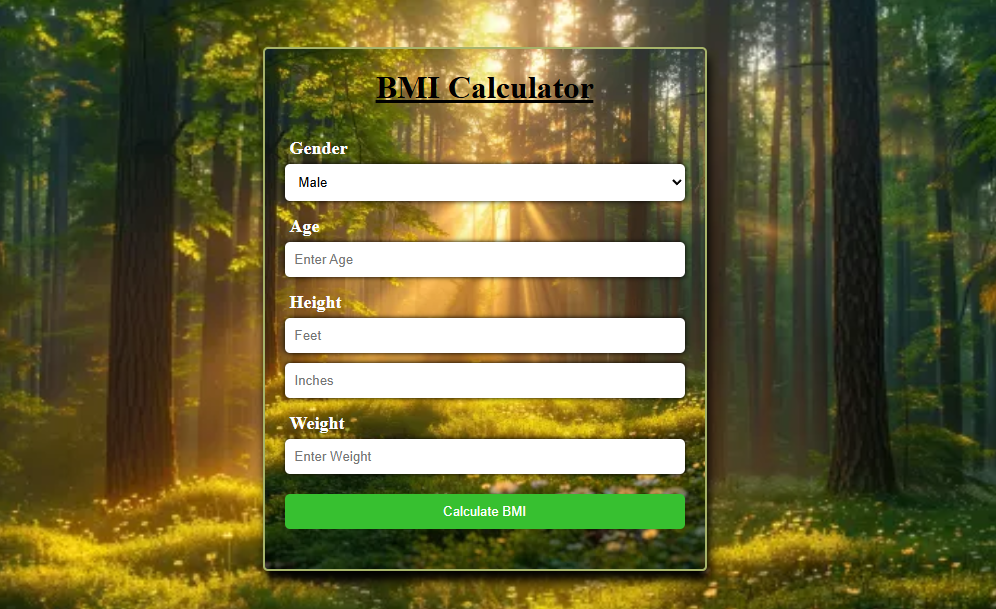 BMI Calculator
Gender
Male
Age
Enter Age
Height
Feet
Inches
Weight
Enter Weight
Calculate BMI